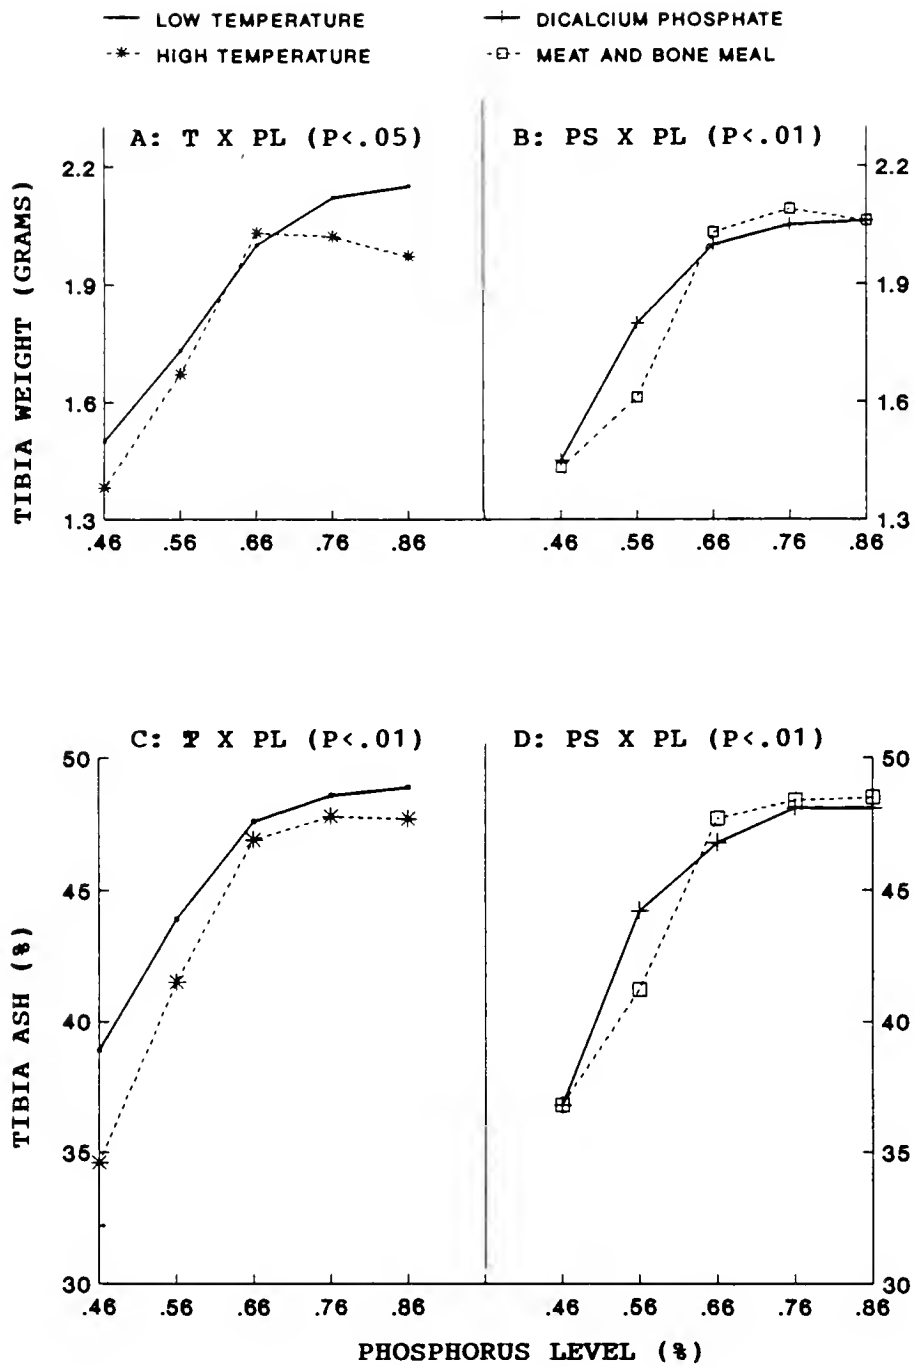 LOW TEMPERATURE
DICALCIUM PHOSPHATE
HIGH TEMPERATURE
MEAT AND BONE MEAL
A: T X PL (P<.05)
B: PS X PL (P<.01)
TIBIA WEIGHT (GRAMS)
2.2
1.9
1.6
1.3
2.2
1.9
1.6
1.3
.46 .56 .66 .76 .86
.46 .56 .66 .76 .86
C: T X PL (P<.01)
D: PS X PL (P<.01)
TIBIA ASH (%)
50
45
40
35
30
50
45
40
35
30
.46 .56 .66 .76 .86
.46 .56 .66 .76 .86
PHOSPHORUS LEVEL (%)